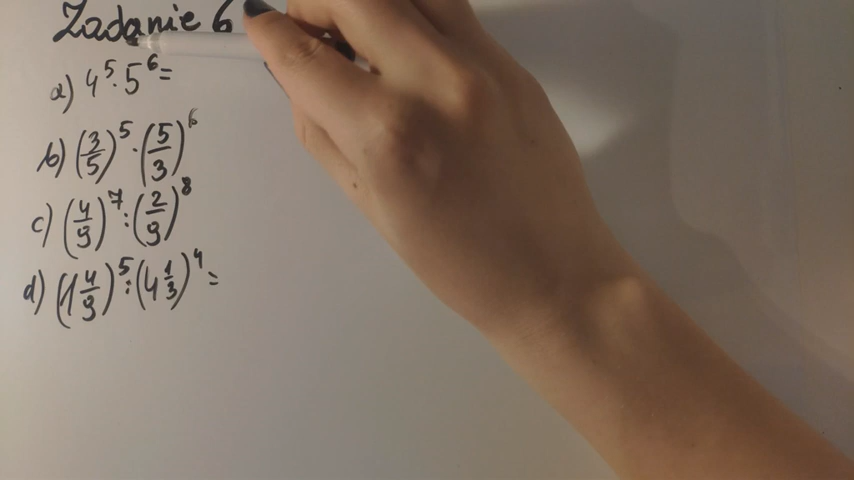 Zadanie 6
a) 4⁵·5⁶=
b) (3/5)⁵·(5/3)⁶
c) (4/9)⁷:(2/9)⁸
d) (1 4/9)⁵:(4 1/3)⁴=